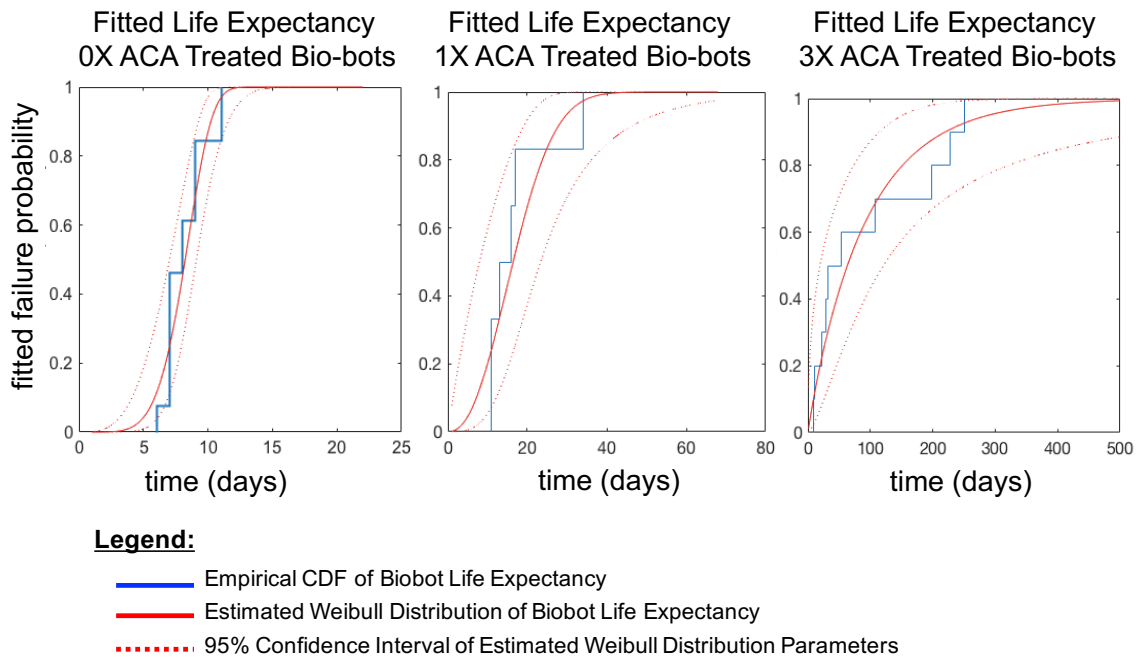 Fitted Life Expectancy
0X ACA Treated Bio-bots
Fitted Life Expectancy
1X ACA Treated Bio-bots
Fitted Life Expectancy
3X ACA Treated Bio-bots
fitted failure probability
1
0.8
0.6
0.4
0.2
0
0 5 10 15 20 25
time (days)
1
0.8
0.6
0.4
0.2
0
0 20 40 60 80
time (days)
1
0.8
0.6
0.4
0.2
0
0 100 200 300 400 500
time (days)
Legend:
Empirical CDF of Biobot Life Expectancy
Estimated Weibull Distribution of Biobot Life Expectancy
95% Confidence Interval of Estimated Weibull Distribution Parameters